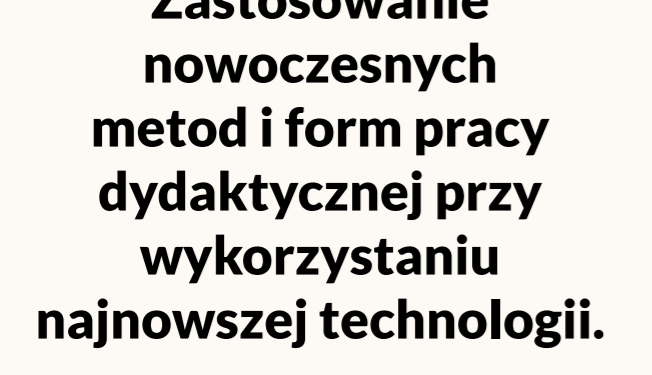 Zastosowanie
nowoczesnych
metod i form pracy
dydaktycznej przy
wykorzystaniu
najnowszej technologii.